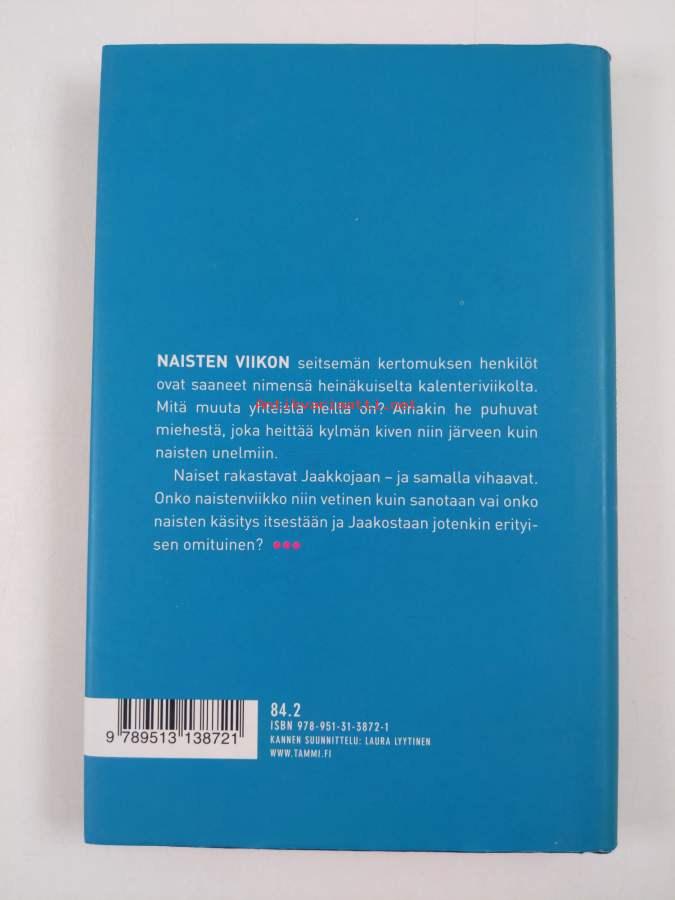 NAISTEN VIIKON seitsemän kertomuksen henkilöt
ovat saaneet nimensä heinäkuiselta kalenteriviikolta.
Mitä muuta yhteistä heillä on? Ainakin he puhuvat
Antikvariaatti.net
miehestä, joka heittää kylmän kiven niin järveen kuin
naisten unelmiin.
Naiset rakastavat Jaakkojaan – ja samalla vihaavat.
Onko naistenviikko niin vetinen kuin sanotaan vai onko
naisten käsitys itsestään ja Jaakostaan jotenkin erityi-
sen omituinen?
84.2
ISBN 978-951-31-3872-1
KANNEN SUUNNITTELU: LAURA LYYTINEN
WWW.TAMMI.FI
9 789513 138721